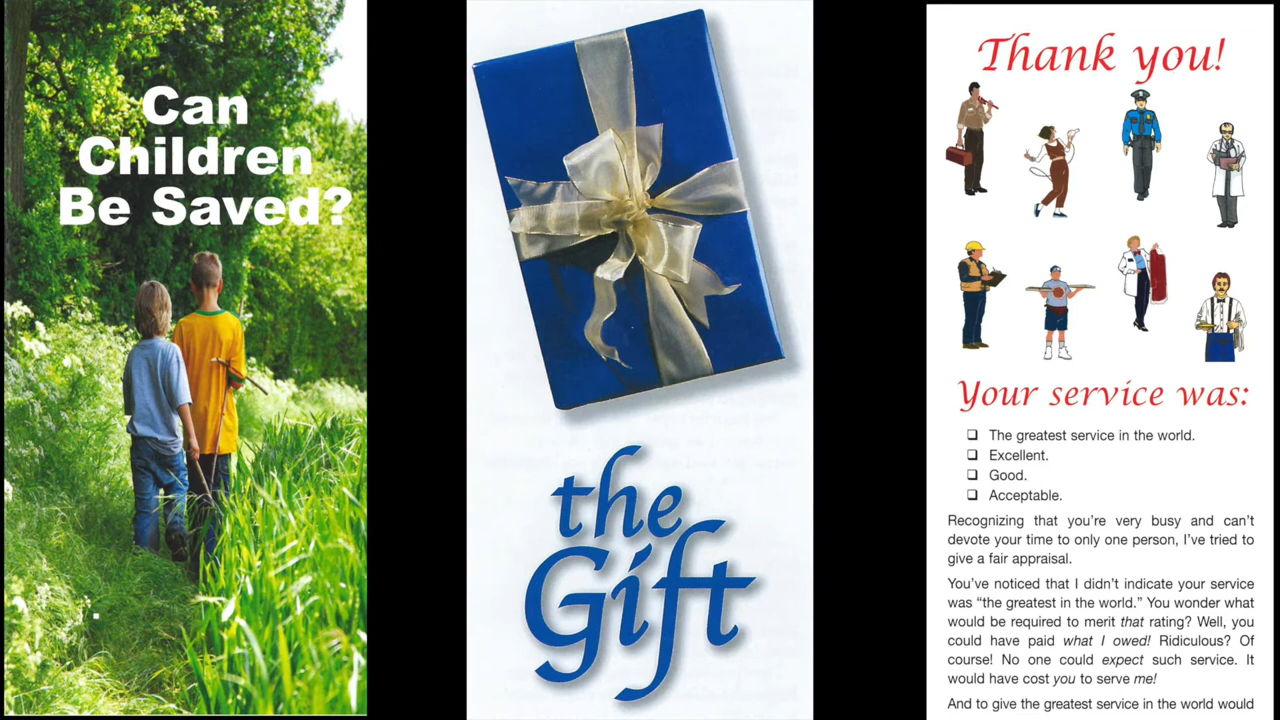 Can
Children
Be Saved?
the
Gift
Thank you!
Your service was:
❑ The greatest service in the world.
❑ Excellent.
❑ Good.
❑ Acceptable.
Recognizing that you’re very busy and can’t
devote your time to only one person, I’ve tried to
give a fair appraisal.
You’ve noticed that I didn’t indicate your service
was “the greatest in the world.” You wonder what
would be required to merit that rating? Well, you
could have paid what I owed! Ridiculous? Of
course! No one could expect such service. It
would have cost you to serve me!
And to give the greatest service in the world would